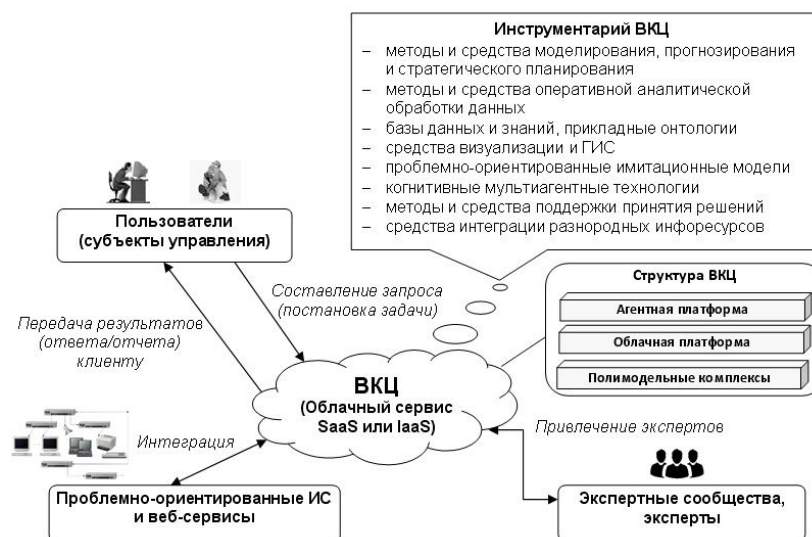 Инструментарий ВКЦ
– методы и средства моделирования, прогнозирования
и стратегического планирования
– методы и средства оперативной аналитической
обработки данных
– базы данных и знаний, прикладные онтологии
– средства визуализации и ГИС
– проблемно-ориентированные имитационные модели
– когнитивные мультиагентные технологии
– методы и средства поддержки принятия решений
– средства интеграции разнородных инфоресурсов
Пользователи
(субъекты управления)
Составление запроса
(постановка задачи)
Передача результатов
(ответа/отчета)
клиенту
Структура ВКЦ
Агентная платформа
Облачная платформа
Полимодельные комплексы
ВКЦ
(Облачный сервис
SaaS или IaaS)
Интеграция
Привлечение экспертов
Проблемно-ориентированные ИС
и веб-сервисы
Экспертные сообщества,
эксперты